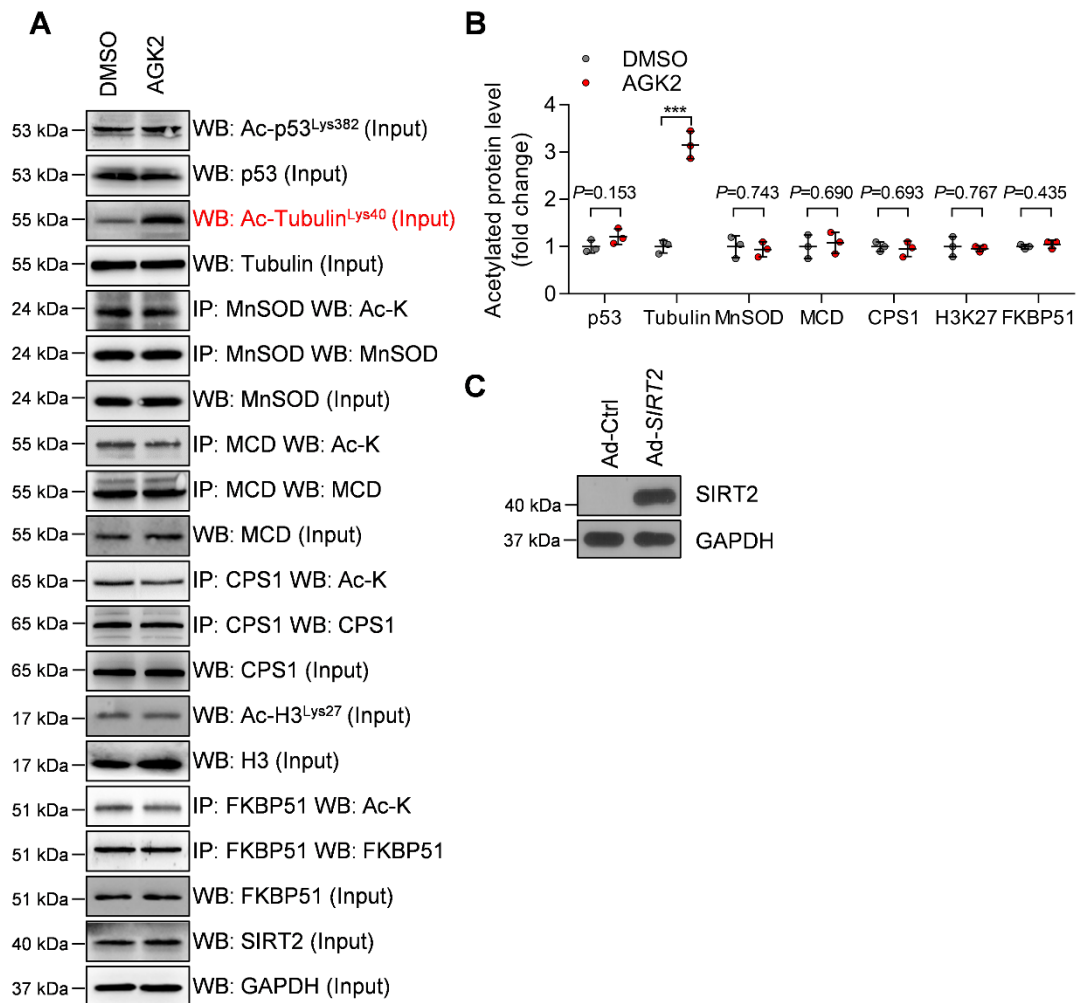 A
DMSO
AGK2
53 kDa WB: Ac-p53Lys382 (Input)
53 kDa WB: p53 (Input)
55 kDa WB: Ac-TubulinLys40 (Input)
55 kDa WB: Tubulin (Input)
24 kDa IP: MnSOD WB: Ac-K
24 kDa IP: MnSOD WB: MnSOD
24 kDa WB: MnSOD (Input)
55 kDa IP: MCD WB: Ac-K
55 kDa IP: MCD WB: MCD
55 kDa WB: MCD (Input)
65 kDa IP: CPS1 WB: Ac-K
65 kDa IP: CPS1 WB: CPS1
65 kDa WB: CPS1 (Input)
17 kDa WB: Ac-H3Lys27 (Input)
17 kDa WB: H3 (Input)
51 kDa IP: FKBP51 WB: Ac-K
51 kDa IP: FKBP51 WB: FKBP51
51 kDa WB: FKBP51 (Input)
40 kDa WB: SIRT2 (Input)
37 kDa WB: GAPDH (Input)
B
DMSO
AGK2
Acetylated protein level
(fold change)
4
3
2
1
0
***
P=0.153
P=0.743
P=0.690
P=0.693
P=0.767
P=0.435
p53 Tubulin MnSOD MCD CPS1 H3K27 FKBP51
C
Ad-Ctrl
Ad-SIRT2
40 kDa SIRT2
37 kDa GAPDH